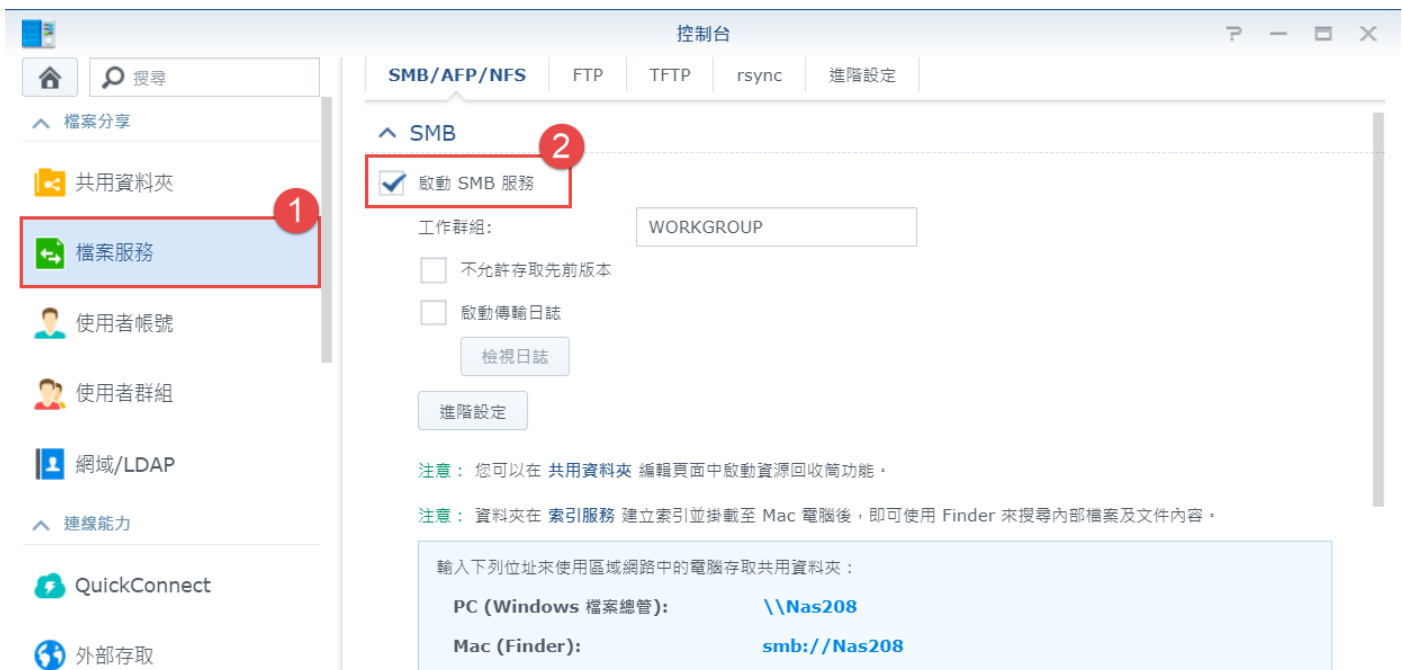 控制台
搜尋
SMB/AFP/NFS FTP TFTP rsync 進階設定
檔案分享
共用資料夾
1
檔案服務
使用者帳號
使用者群組
網域/LDAP
連線能力
QuickConnect
外部存取
SMB
2
啟動 SMB 服務
工作群組: WORKGROUP
不允許存取先前版本
啟動傳輸日誌
檢視日誌
進階設定
注意： 您可以在 共用資料夾 編輯頁面中啟動資源回收筒功能。
注意： 資料夾在 索引服務 建立索引並掛載至 Mac 電腦後，即可使用 Finder 來搜尋內部檔案及文件內容。
輸入下列位址來使用區域網路中的電腦存取共用資料夾：
PC (Windows 檔案總管): \\Nas208
Mac (Finder): smb://Nas208